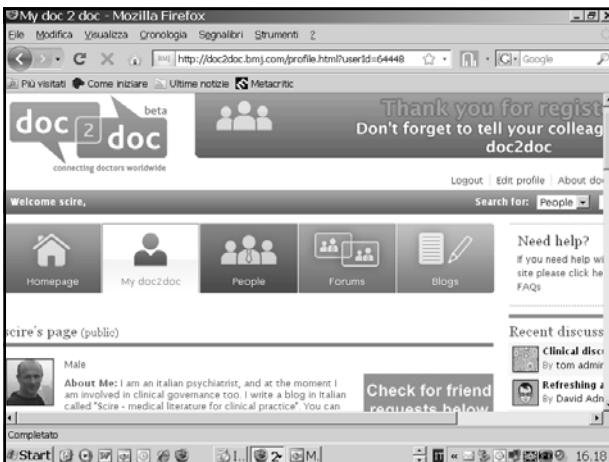 My doc 2 doc - Mozilla Firefox
File Modifica Visualizza Cronologia Segnalibri Strumenti ?
http://doc2doc.bmj.com/profile.html?userId=64448
Google
Più visitati Come iniziare Ultime notizie Metacritic
doc 2 doc
beta
connecting doctors worldwide
Thank you for regist
Don't forget to tell your colleag
doc2doc
Logout Edit profile About do
Welcome scire,
Search for: People
Homepage
My doc2doc
People
Forums
Blogs
Need help?
If you need help wi
site please click he
FAQs
scire's page (public)
Male
About Me: I am an italian psychiatrist, and at the moment I
am involved in clinical governance too. I write a blog in Italian
called "Scire - medical literature for clinical practice". You can
Check for friend
requests below
Recent discuss
Clinical disc
By tom admir
Refreshing a
By David Adn
Completato
Start
I...
2
M.
16.18